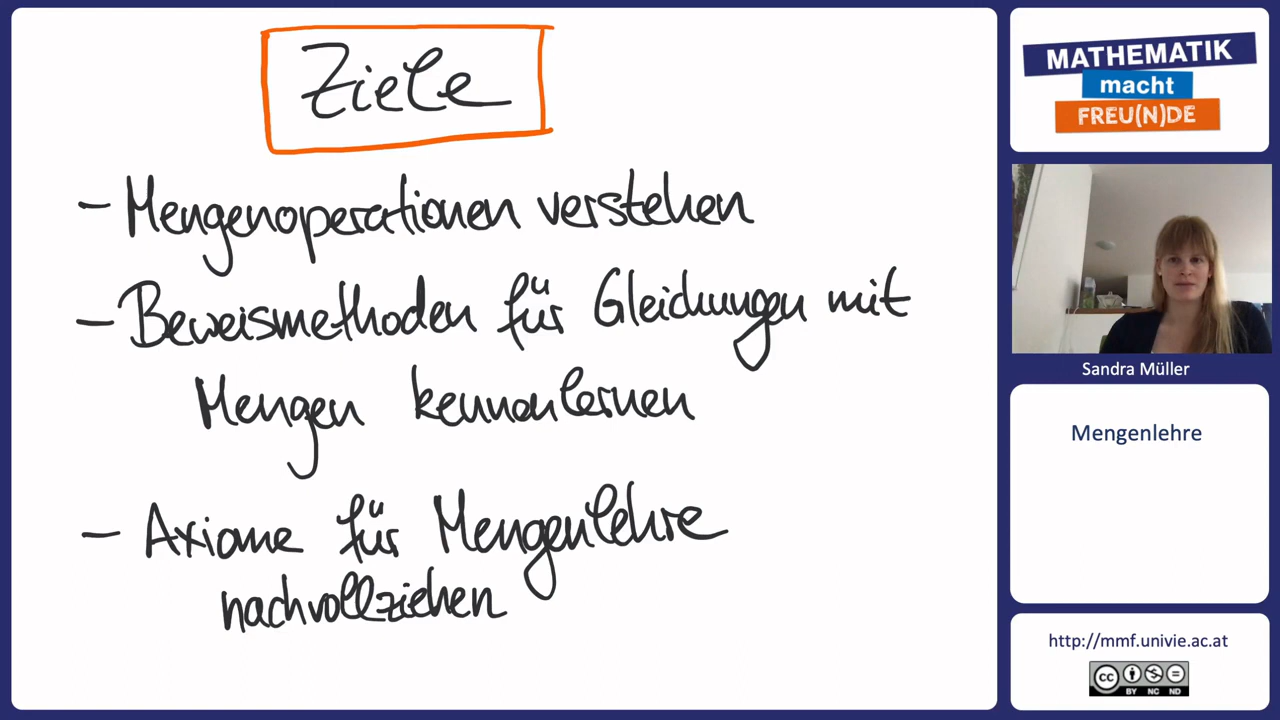 Ziele
- Mengenoperationen verstehen
- Beweismethoden für Gleichungen mit
Mengen kennenlernen
- Axiome für Mengenlehre
nachvollziehen
MATHEMATIK
macht
FREU(N)DE
Sandra Müller
Mengenlehre
http://mmf.univie.ac.at
cc
BY NC ND